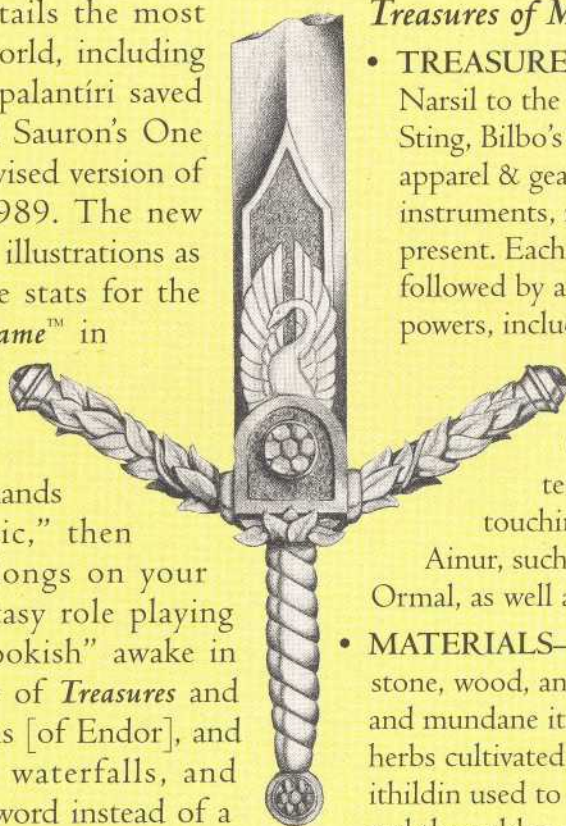 tails the most
orld, including
palantíri saved
Sauron's One
vised version of
989. The new
illustrations as
e stats for the
ame™ in
ands
ic,” then
ongs on your
tasy role playing
ookish” awake in
of Treasures and
s [of Endor], and
waterfalls, and
word instead of a
Treasures of M
• TREASURE
Narsil to the
Sting, Bilbo's
apparel & gea
instruments,
present. Each
followed by a
powers, includ
te
touchin
Ainur, such
Ormal, as well a
• MATERIALS–
stone, wood, an
and mundane it
herbs cultivated
ithildin used to